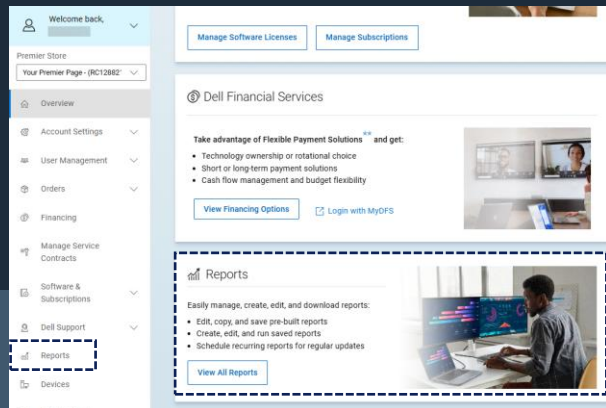 Welcome back,
Premier Store
Your Premier Page - (RC12882
Overview
Account Settings
User Management
Orders
Financing
Manage Service
Contracts
Software &
Subscriptions
Dell Support
Reports
Devices
Manage Software Licenses
Manage Subscriptions
Dell Financial Services
Take advantage of Flexible Payment Solutions** and get:
• Technology ownership or rotational choice
• Short or long-term payment solutions
• Cash flow management and budget flexibility
View Financing Options
Login with MyDFS
Reports
Easily manage, create, edit, and download reports:
• Edit, copy, and save pre-built reports
• Create, edit, and run saved reports
• Schedule recurring reports for regular updates
View All Reports